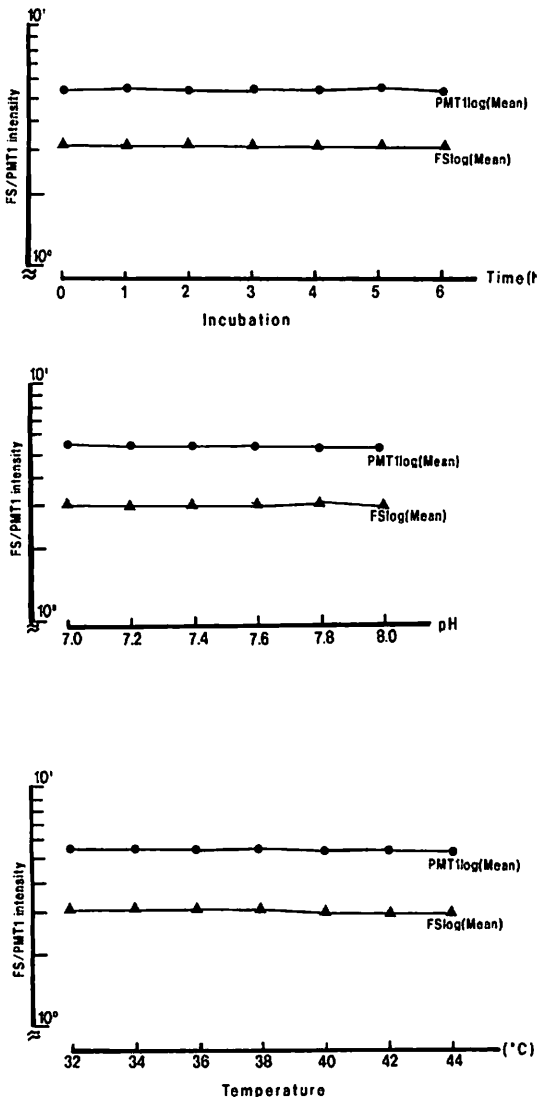 10¹
FS/PMT1 intensity
PMT1log(Mean)
FSlog(Mean)
10⁰
0 1 2 3 4 5 6
Time(h
Incubation
10¹
FS/PMT1 intensity
PMT1log(Mean)
FSlog(Mean)
10⁰
7.0 7.2 7.4 7.6 7.8 8.0
pH
10¹
FS/PMT1 intensity
PMT1log(Mean)
FSlog(Mean)
10⁰
32 34 36 38 40 42 44
(°C)
Temperature